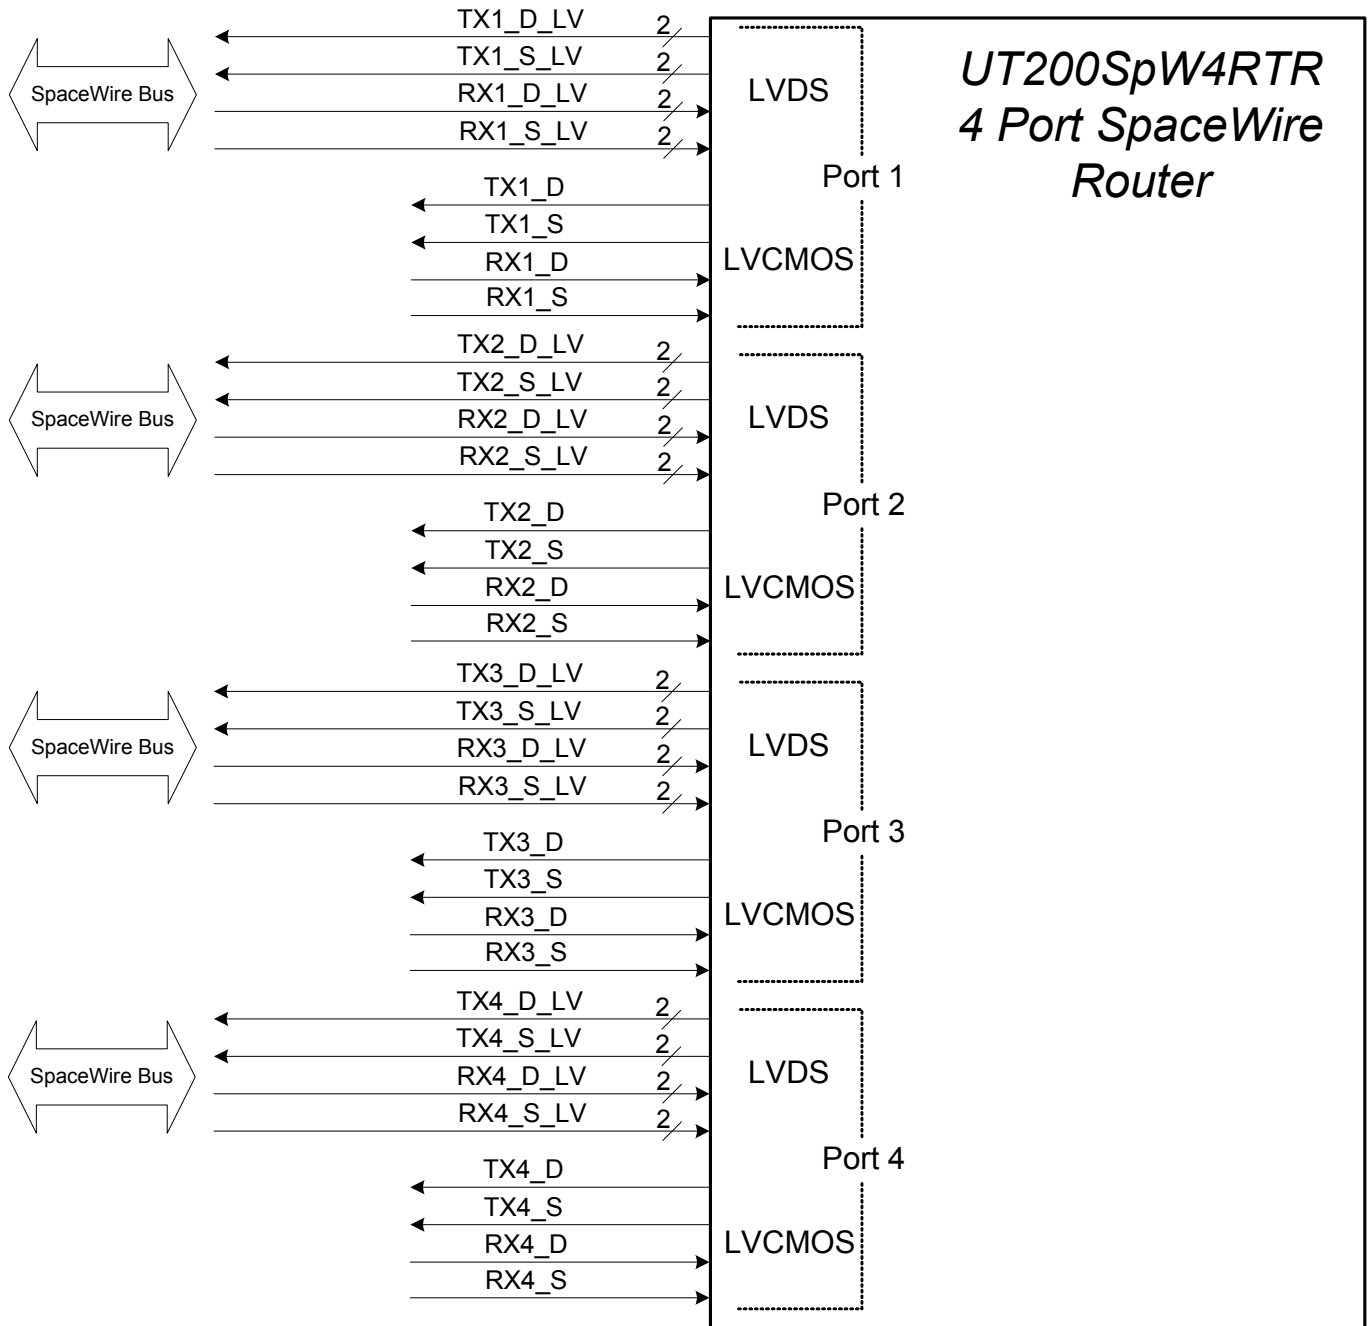 TX1_D_LV 2
TX1_S_LV 2
SpaceWire Bus
RX1_D_LV 2
RX1_S_LV 2
LVDS
UT200SpW4RTR
4 Port SpaceWire
Router
Port 1
TX1_D
TX1_S
RX1_D
RX1_S
LVCMOS
TX2_D_LV 2
TX2_S_LV 2
SpaceWire Bus
RX2_D_LV 2
RX2_S_LV 2
LVDS
Port 2
TX2_D
TX2_S
RX2_D
RX2_S
LVCMOS
TX3_D_LV 2
TX3_S_LV 2
SpaceWire Bus
RX3_D_LV 2
RX3_S_LV 2
LVDS
Port 3
TX3_D
TX3_S
RX3_D
RX3_S
LVCMOS
TX4_D_LV 2
TX4_S_LV 2
SpaceWire Bus
RX4_D_LV 2
RX4_S_LV 2
LVDS
Port 4
TX4_D
TX4_S
RX4_D
RX4_S
LVCMOS